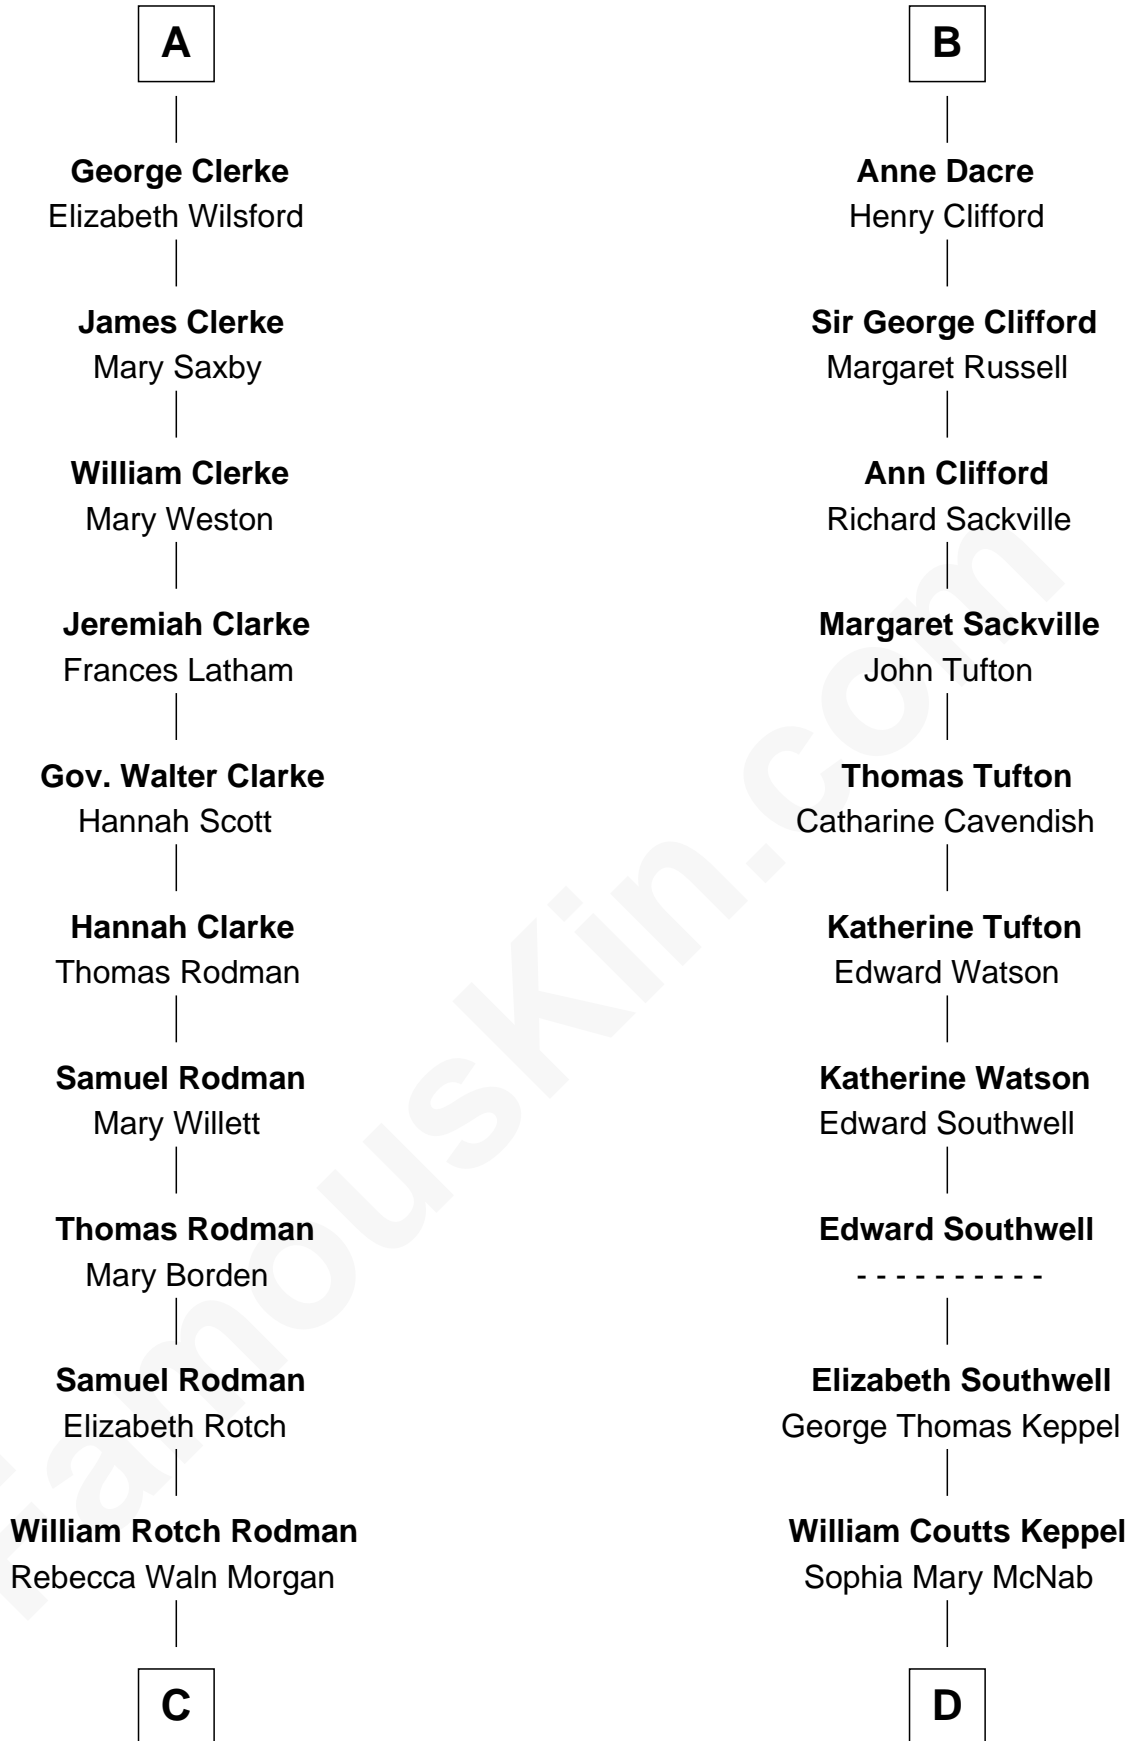 A
George Clerke
Elizabeth Wilsford
James Clerke
Mary Saxby
William Clerke
Mary Weston
Jeremiah Clarke
Frances Latham
Gov. Walter Clarke
Hannah Scott
Hannah Clarke
Thomas Rodman
Samuel Rodman
Mary Willett
Thomas Rodman
Mary Borden
Samuel Rodman
Elizabeth Rotch
William Rotch Rodman
Rebecca Waln Morgan
C
B
Anne Dacre
Henry Clifford
Sir George Clifford
Margaret Russell
Ann Clifford
Richard Sackville
Margaret Sackville
John Tufton
Thomas Tufton
Catharine Cavendish
Katherine Tufton
Edward Watson
Katherine Watson
Edward Southwell
Edward Southwell
- - - - - - - - - -
Elizabeth Southwell
George Thomas Keppel
William Coutts Keppel
Sophia Mary McNab
D
FamousKin.com